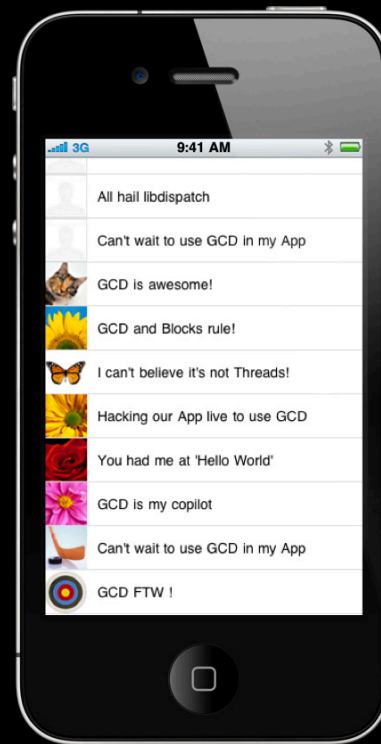 3G 9:41 AM
All hail libdispatch
Can't wait to use GCD in my App
GCD is awesome!
GCD and Blocks rule!
I can't believe it's not Threads!
Hacking our App live to use GCD
You had me at 'Hello World'
GCD is my copilot
Can't wait to use GCD in my App
GCD FTW !